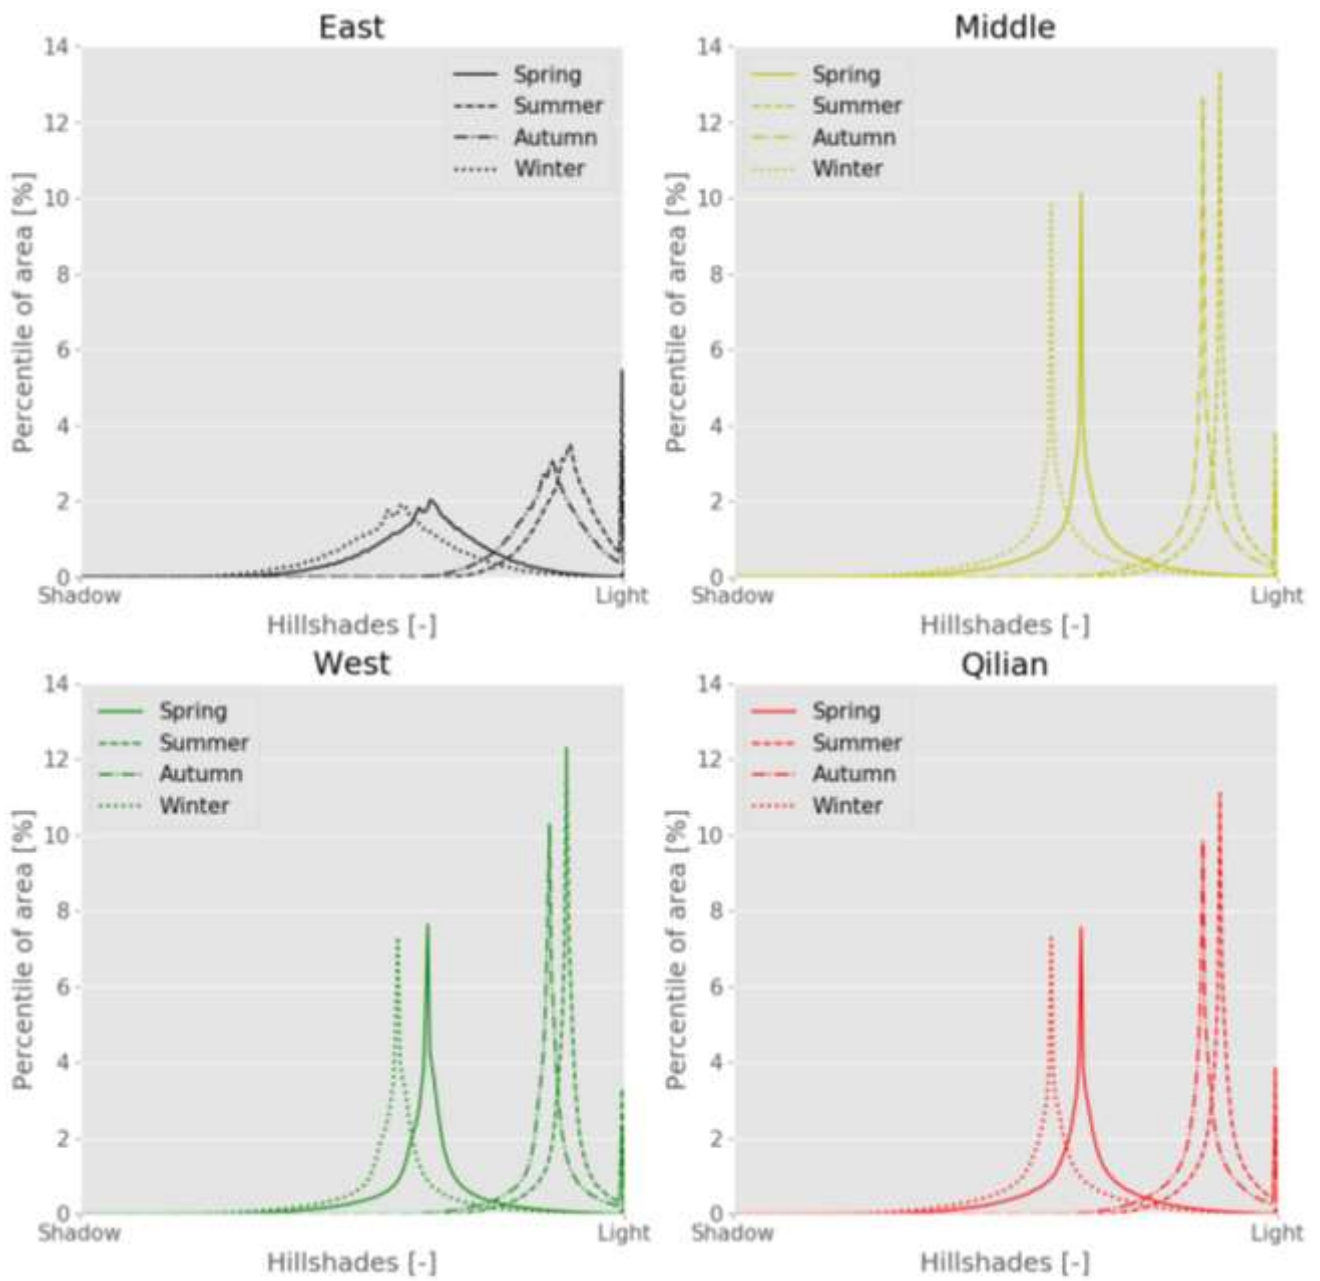 East
14
12
10
8
6
4
2
0
Percentile of area [%]
Spring
Summer
Autumn
Winter
Shadow
Light
Hillshades [-]
Middle
14
12
10
8
6
4
2
0
Percentile of area [%]
Spring
Summer
Autumn
Winter
Shadow
Light
Hillshades [-]
West
14
12
10
8
6
4
2
0
Percentile of area [%]
Spring
Summer
Autumn
Winter
Shadow
Light
Hillshades [-]
Qilian
14
12
10
8
6
4
2
0
Percentile of area [%]
Spring
Summer
Autumn
Winter
Shadow
Light
Hillshades [-]